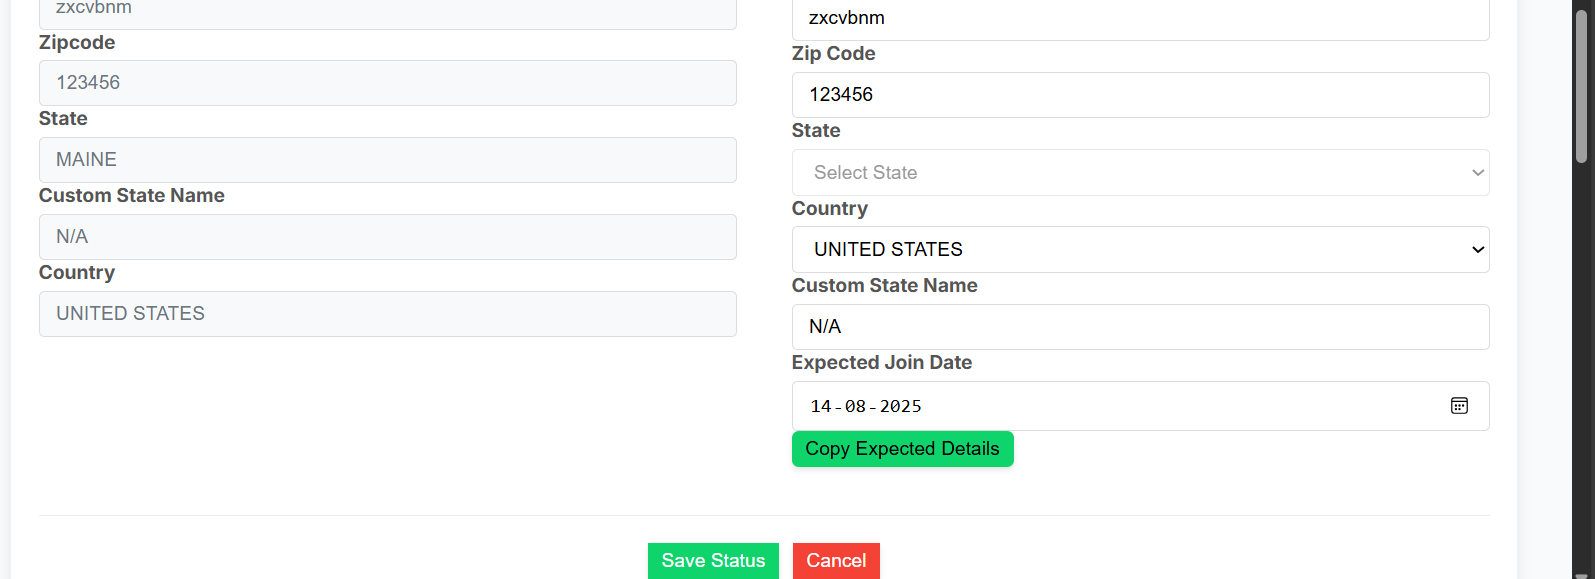 zxcvbnm
Zipcode
123456
State
MAINE
Custom State Name
N/A
Country
UNITED STATES
zxcvbnm
Zip Code
123456
State
Select State
Country
UNITED STATES
Custom State Name
N/A
Expected Join Date
14-08-2025
Copy Expected Details
Save Status
Cancel